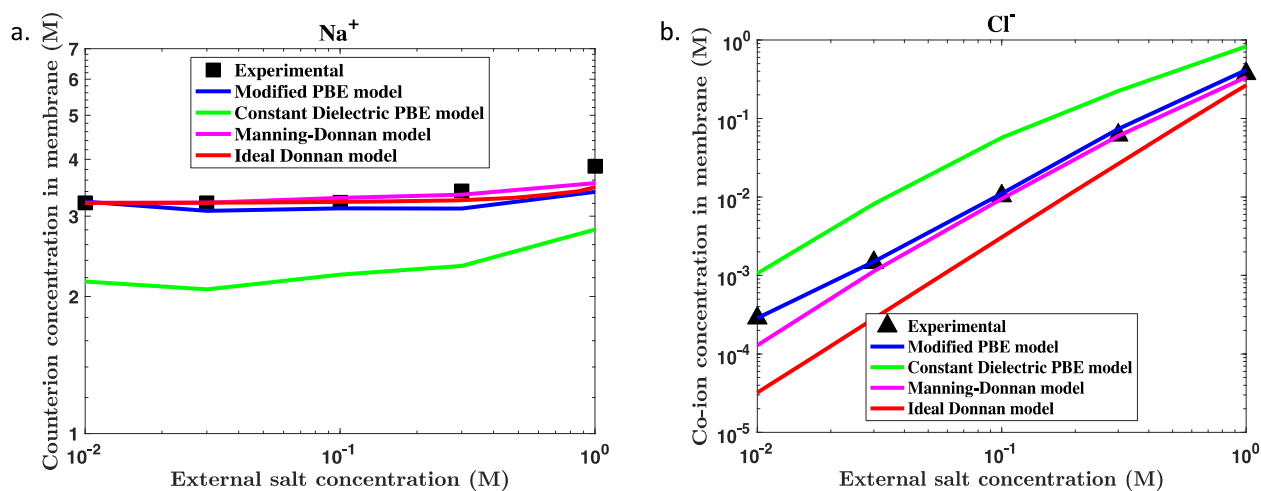 a.
Na⁺
Counterion concentration in membrane (M)
7
6
5
4
3
2
1
Experimental
Modified PBE model
Constant Dielectric PBE model
Manning-Donnan model
Ideal Donnan model
10⁻² 10⁻¹ 10⁰
External salt concentration (M)
b.
Cl⁻
Co-ion concentration in membrane (M)
10⁰
10⁻¹
10⁻²
10⁻³
10⁻⁴
10⁻⁵
Experimental
Modified PBE model
Constant Dielectric PBE model
Manning-Donnan model
Ideal Donnan model
10⁻² 10⁻¹ 10⁰
External salt concentration (M)